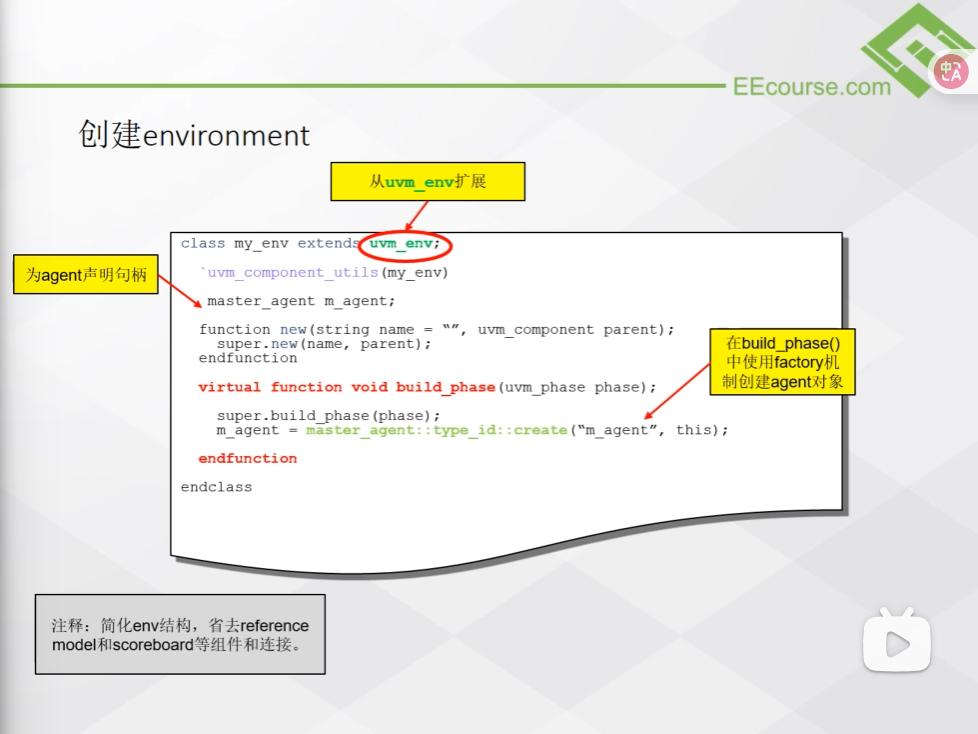 EEcourse.com
中 A
创建environment
从uvm_env扩展
class my_env extends uvm_env;
为agent声明句柄
`uvm_component_utils(my_env)
master_agent m_agent;
function new(string name = “”, uvm_component parent);
super.new(name, parent);
endfunction
virtual function void build_phase(uvm_phase phase);
在build_phase()
中使用factory机
制创建agent对象
super.build_phase(phase);
m_agent = master_agent::type_id::create(“m_agent”, this);
endfunction
endclass
注释：简化env结构，省去reference
model和scoreboard等组件和连接。